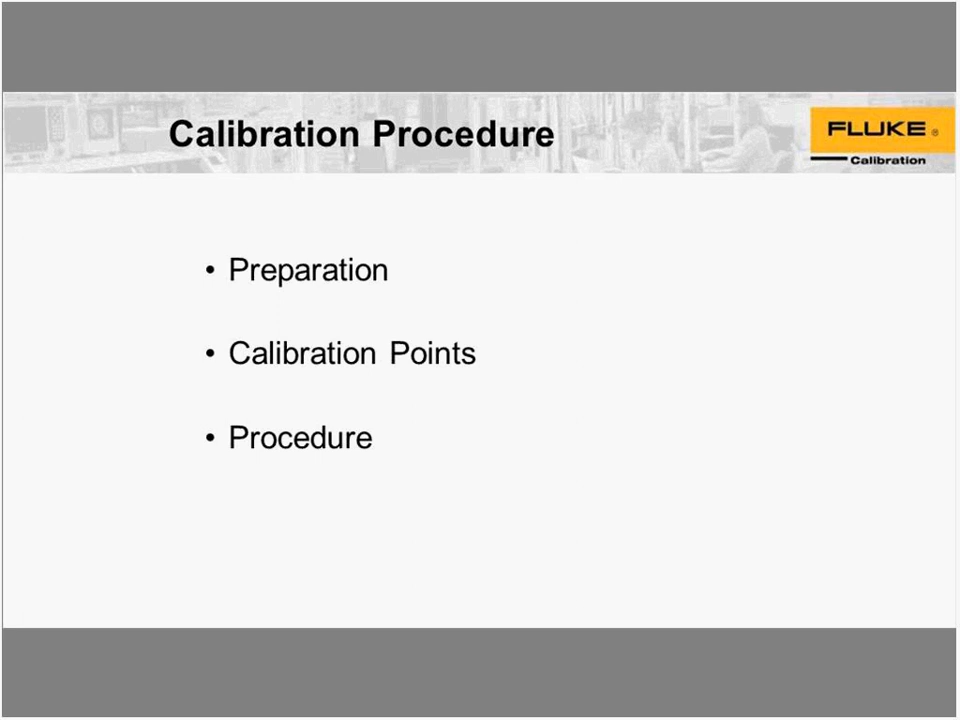 Calibration Procedure
FLUKE ®
Calibration
• Preparation
• Calibration Points
• Procedure